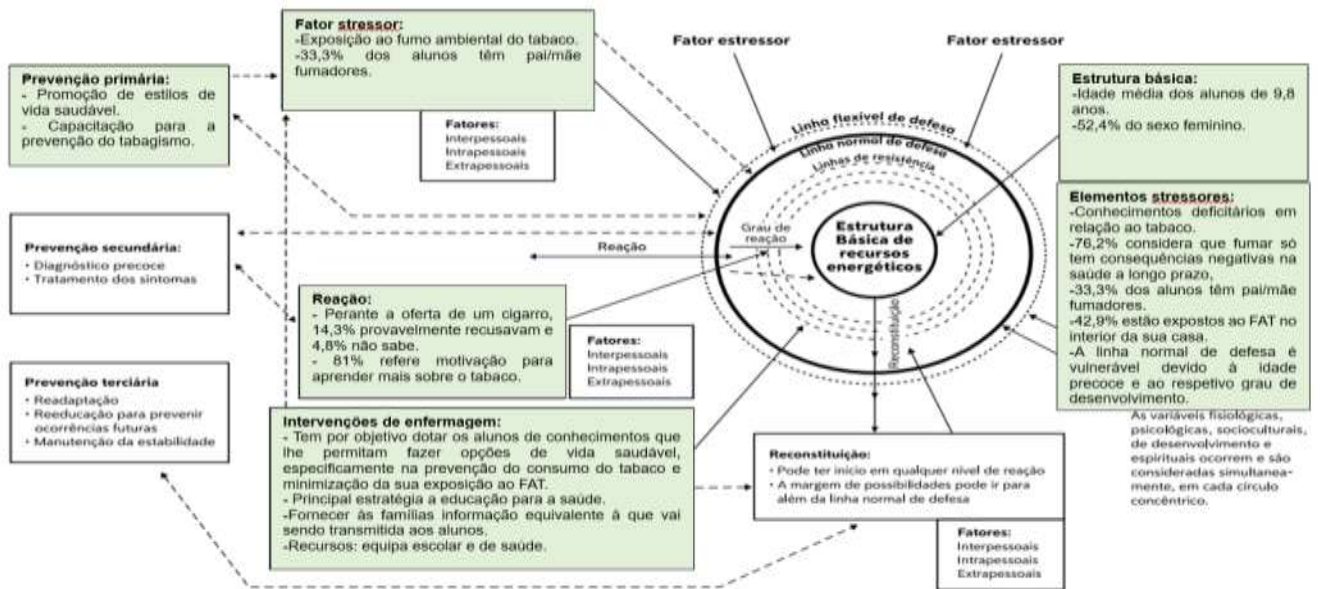 Fator stressor:
-Exposição ao fumo ambiental do tabaco.
-33,3% dos alunos têm pai/mãe
fumadores.
Fatores:
Interpessoais
Intrapessoais
Extrapessoais
Prevenção primária:
- Promoção de estilos de
vida saudável.
- Capacitação para a
prevenção do tabagismo.
Prevenção secundária:
• Diagnóstico precoce
• Tratamento dos sintomas
Prevenção terciária
• Readaptação
• Reeducação para prevenir
ocorrências futuras
• Manutenção da estabilidade
Reação
Reação:
- Perante a oferta de um cigarro,
14,3% provavelmente recusavam e
4,8% não sabe.
- 81% refere motivação para
aprender mais sobre o tabaco.
Fatores:
Interpessoais
Intrapessoais
Extrapessoais
Intervenções de enfermagem:
- Tem por objetivo dotar os alunos de conhecimentos que
lhe permitam fazer opções de vida saudável,
especificamente na prevenção do consumo do tabaco e
minimização da sua exposição ao FAT.
- Principal estratégia a educação para a saúde.
-Fornecer às famílias informação equivalente à que vai
sendo transmitida aos alunos.
-Recursos: equipa escolar e de saúde.
Fator estressor
Fator estressor
Linha flexível de defesa
Linha normal de defesa
Linhas de resistência
Grau de
reação
Estrutura
Básica de
recursos
energéticos
Reconstituição
Estrutura básica:
-Idade média dos alunos de 9,8
anos.
-52,4% do sexo feminino.
Elementos stressores:
-Conhecimentos deficitários em
relação ao tabaco.
-76,2% considera que fumar só
tem consequências negativas na
saúde a longo prazo,
-33,3% dos alunos têm pai/mãe
fumadores.
-42,9% estão expostos ao FAT no
interior da sua casa.
-A linha normal de defesa é
vulnerável devido à idade
precoce e ao respetivo grau de
desenvolvimento.
As variáveis fisiológicas,
psicológicas, socioculturais,
de desenvolvimento e
espirituais ocorrem e são
consideradas simultanea-
mente, em cada círculo
concêntrico.
Reconstituição:
• Pode ter início em qualquer nível de reação
• A margem de possibilidades pode ir para
além da linha normal de defesa
Fatores:
Interpessoais
Intrapessoais
Extrapessoais